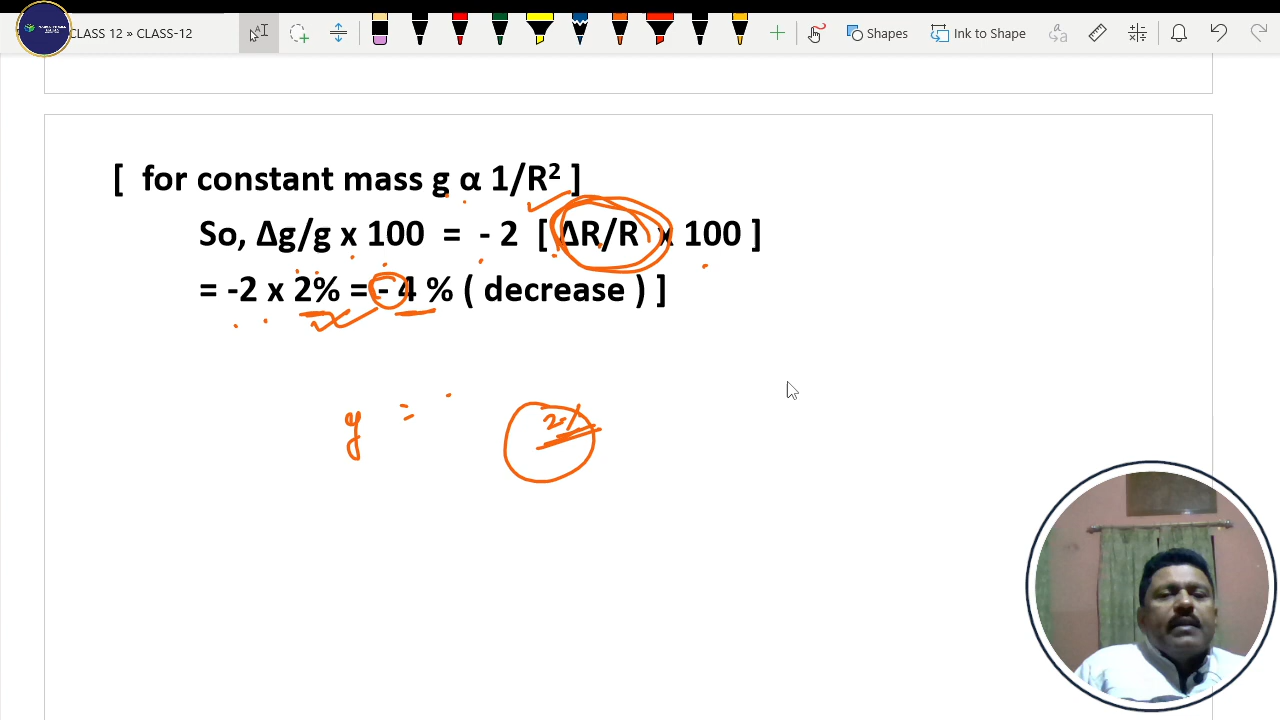 CLASS 12 » CLASS-12
Shapes
Ink to Shape
[ for constant mass g α 1/R² ]
So, Δg/g x 100 = - 2 [ ΔR/R x 100 ]
= -2 x 2% = - 4 % ( decrease ) ]
g =
2%